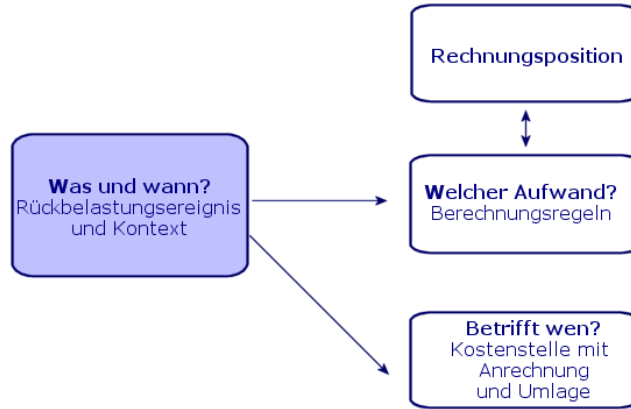 Rechnungsposition
Was und wann?
Rückbelastungsereignis
und Kontext
Welcher Aufwand?
Berechnungsregeln
Betrifft wen?
Kostenstelle mit
Anrechnung
und Umlage